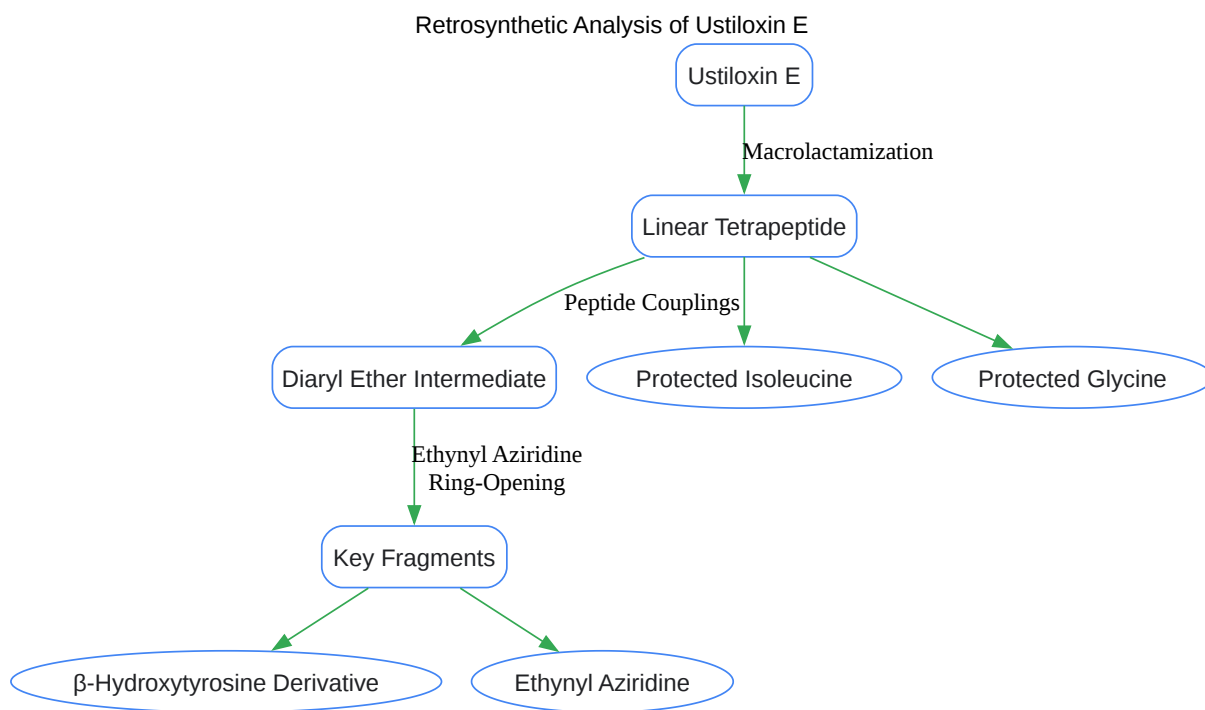 Retrosynthetic Analysis of Ustiloxin E
Ustiloxin E
Macrolactamization
Linear Tetrapeptide
Peptide Couplings
Diaryl Ether Intermediate
Protected Isoleucine
Protected Glycine
Ethynyl Aziridine
Ring-Opening
Key Fragments
β-Hydroxytyrosine Derivative
Ethynyl Aziridine